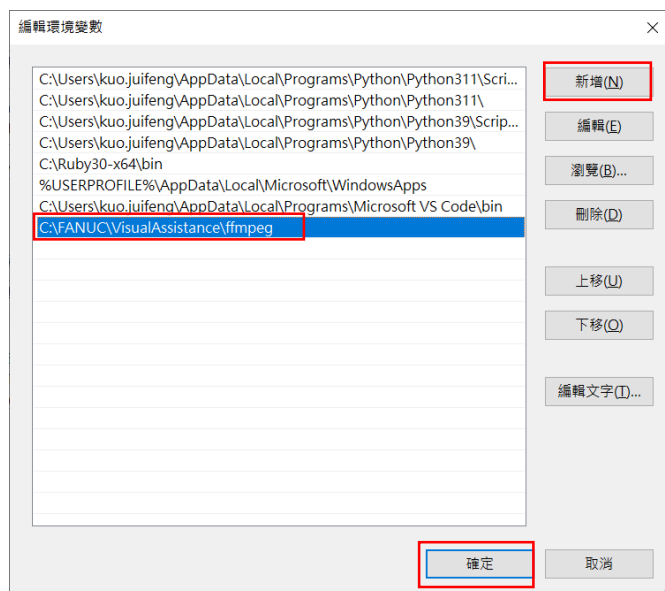 編輯環境變數
C:\Users\kuo.juifeng\AppData\Local\Programs\Python\Python311\Scri...
C:\Users\kuo.juifeng\AppData\Local\Programs\Python\Python311\
C:\Users\kuo.juifeng\AppData\Local\Programs\Python\Python39\Scrip...
C:\Users\kuo.juifeng\AppData\Local\Programs\Python\Python39\
C:\Ruby30-x64\bin
%USERPROFILE%\AppData\Local\Microsoft\WindowsApps
C:\Users\kuo.juifeng\AppData\Local\Programs\Microsoft VS Code\bin
C:\FANUC\VisualAssistance\ffmpeg
新增(N)
編輯(E)
瀏覽(B)...
刪除(D)
上移(U)
下移(O)
編輯文字(T)...
確定
取消